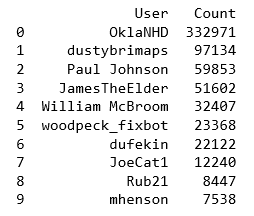 User Count
0 OklaNHD 332971
1 dustybrimaps 97134
2 Paul Johnson 59853
3 JamesTheElder 51602
4 William McBroom 32407
5 woodpeck_fixbot 23368
6 dufekin 22122
7 JoeCat1 12240
8 Rub21 8447
9 mhenson 7538